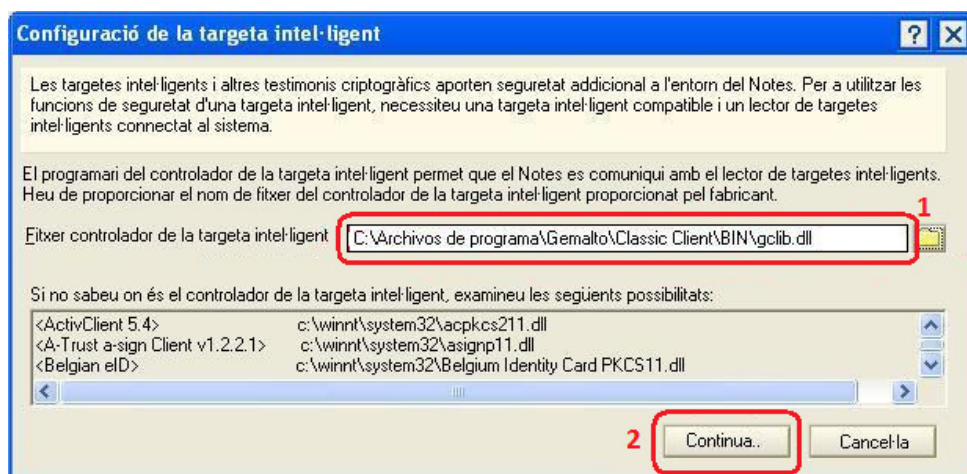 Configuració de la targeta intel·ligent
Les targetes intel·ligents i altres testimonis criptogràfics aporten seguretat addicional a l'entorn del Notes. Per a utilitzar les
funcions de seguretat d'una targeta intel·ligent, necessiteu una targeta intel·ligent compatible i un lector de targetes
intel·ligents connectat al sistema.
El programari del controlador de la targeta intel·ligent permet que el Notes es comuniqui amb el lector de targetes intel·ligents.
Heu de proporcionar el nom de fitxer del controlador de la targeta intel·ligent proporcionat pel fabricant.
1
Fitxer controlador de la targeta intel·ligent C:\Archivos de programa\Gemalto\Classic Client\BIN\gclib.dll
Si no sabeu on és el controlador de la targeta intel·ligent, examineu les següents possibilitats:
<ActivClient 5.4> c:\winnt\system32\acpkcs211.dll
<A-Trust a-sign Client v1.2.2.1> c:\winnt\system32\asignp11.dll
<Belgian eID> c:\winnt\system32\Belgium Identity Card PKCS11.dll
2 Continua.. Cancel·la